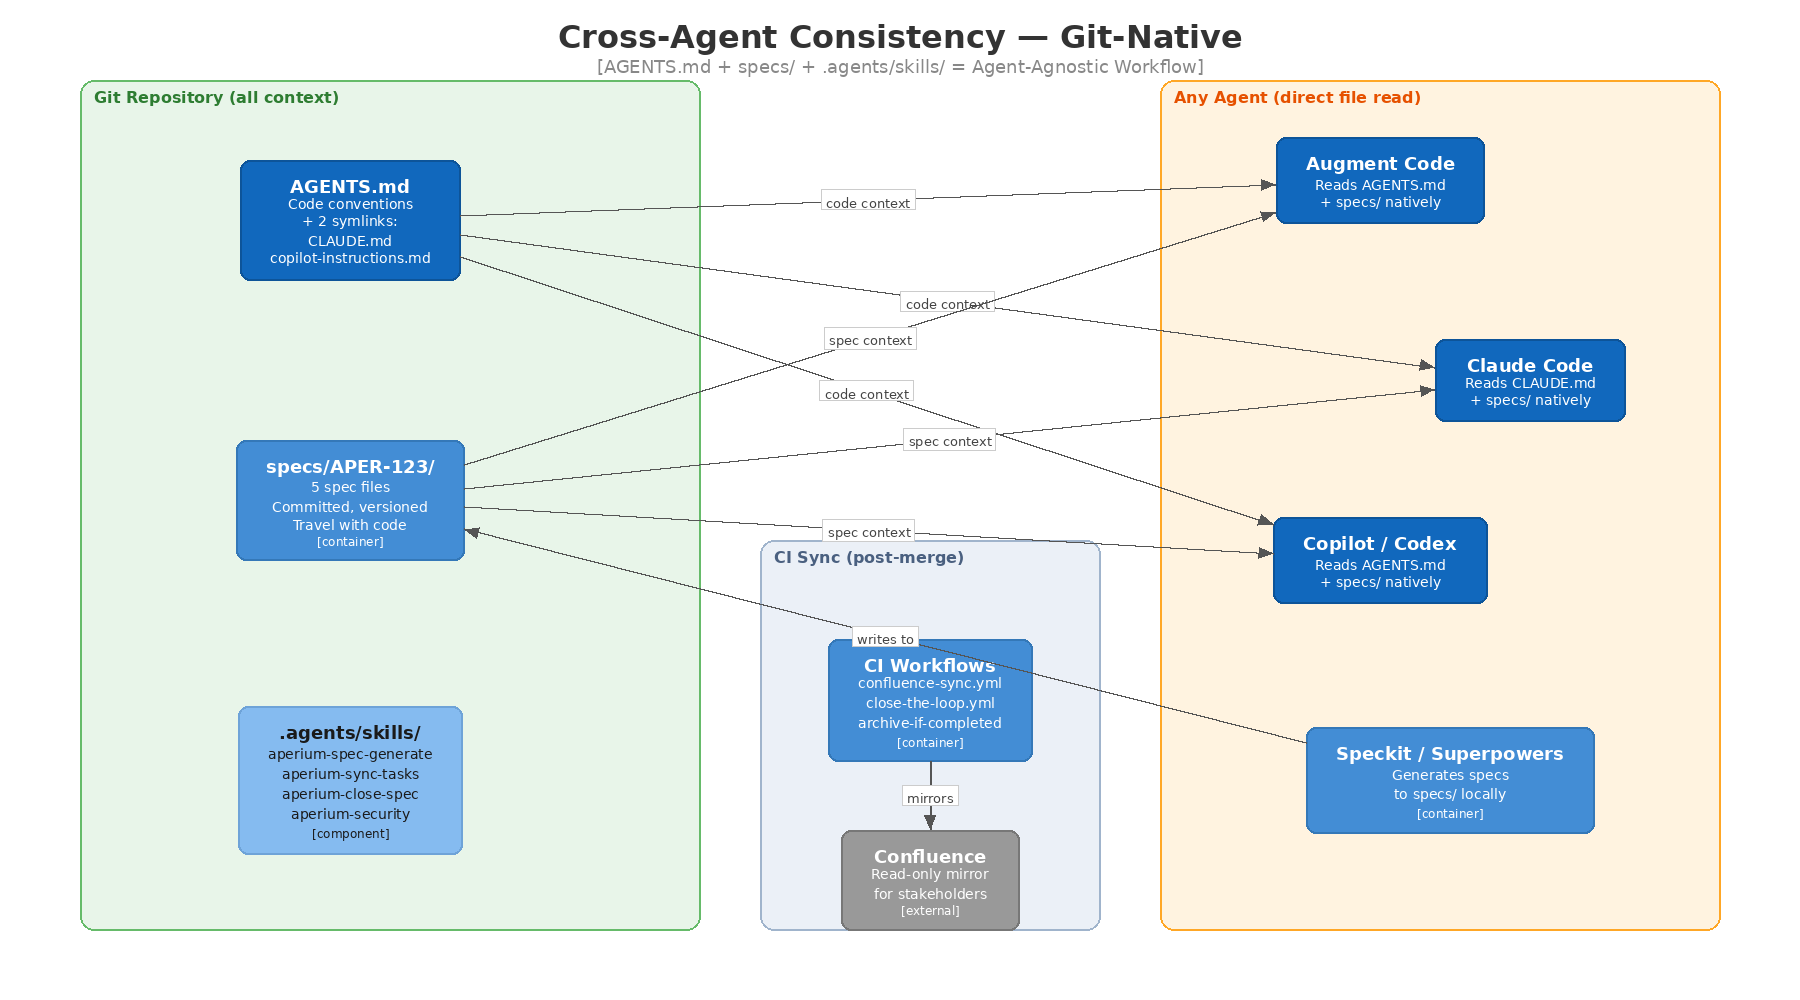 Cross-Agent Consistency — Git-Native
[AGENTS.md + specs/ + .agents/skills/ = Agent-Agnostic Workflow]
Git Repository (all context)
AGENTS.md
Code conventions
+ 2 symlinks:
CLAUDE.md
copilot-instructions.md
specs/APER-123/
5 spec files
Committed, versioned
Travel with code
[container]
.agents/skills/
aperium-spec-generate
aperium-sync-tasks
aperium-close-spec
aperium-security
[component]
code context
code context
spec context
code context
spec context
spec context
CI Sync (post-merge)
writes to
CI Workflows
confluence-sync.yml
close-the-loop.yml
archive-if-completed
[container]
mirrors
Confluence
Read-only mirror
for stakeholders
[external]
Any Agent (direct file read)
Augment Code
Reads AGENTS.md
+ specs/ natively
Claude Code
Reads CLAUDE.md
+ specs/ natively
Copilot / Codex
Reads AGENTS.md
+ specs/ natively
Speckit / Superpowers
Generates specs
to specs/ locally
[container]